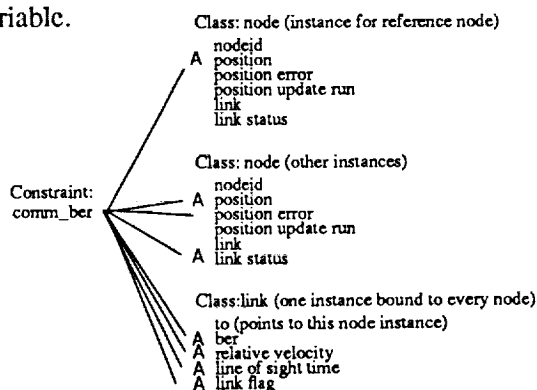 riable.
Class: node (instance for reference node)
nodeid
A position
position error
position update run
link
link status
Class: node (other instances)
nodeid
A position
position error
position update run
link
A link status
Constraint:
comm_ber
Class:link (one instance bound to every node)
to (points to this node instance)
A ber
A relative velocity
A line of sight time
A link flag